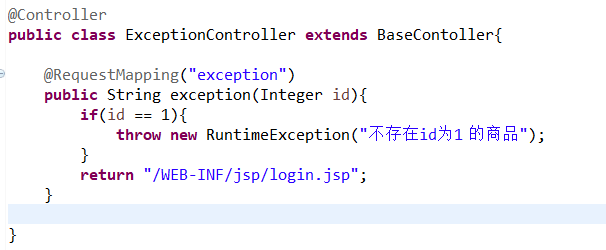 @Controller
public class ExceptionController extends BaseContoller{
@RequestMapping("exception")
public String exception(Integer id){
if(id == 1){
throw new RuntimeException("不存在id为1 的商品");
}
return "/WEB-INF/jsp/login.jsp";
}
}